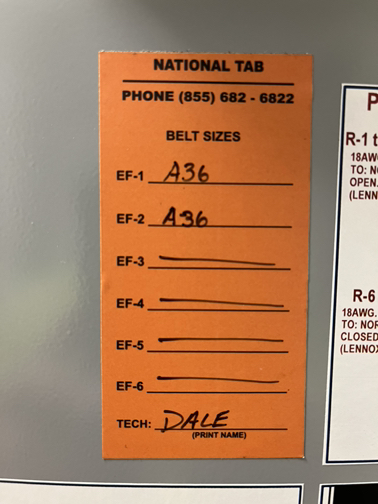 NATIONAL TAB
PHONE (855) 682 - 6822
BELT SIZES
EF-1 A36
EF-2 A36
EF-3
EF-4
EF-5
EF-6
TECH: DALE
(PRINT NAME)
P
R-1 t
18AW
TO: N
OPEN.
(LENN
R-6
18AWG.
TO: NOR
CLOSED
(LENNOX